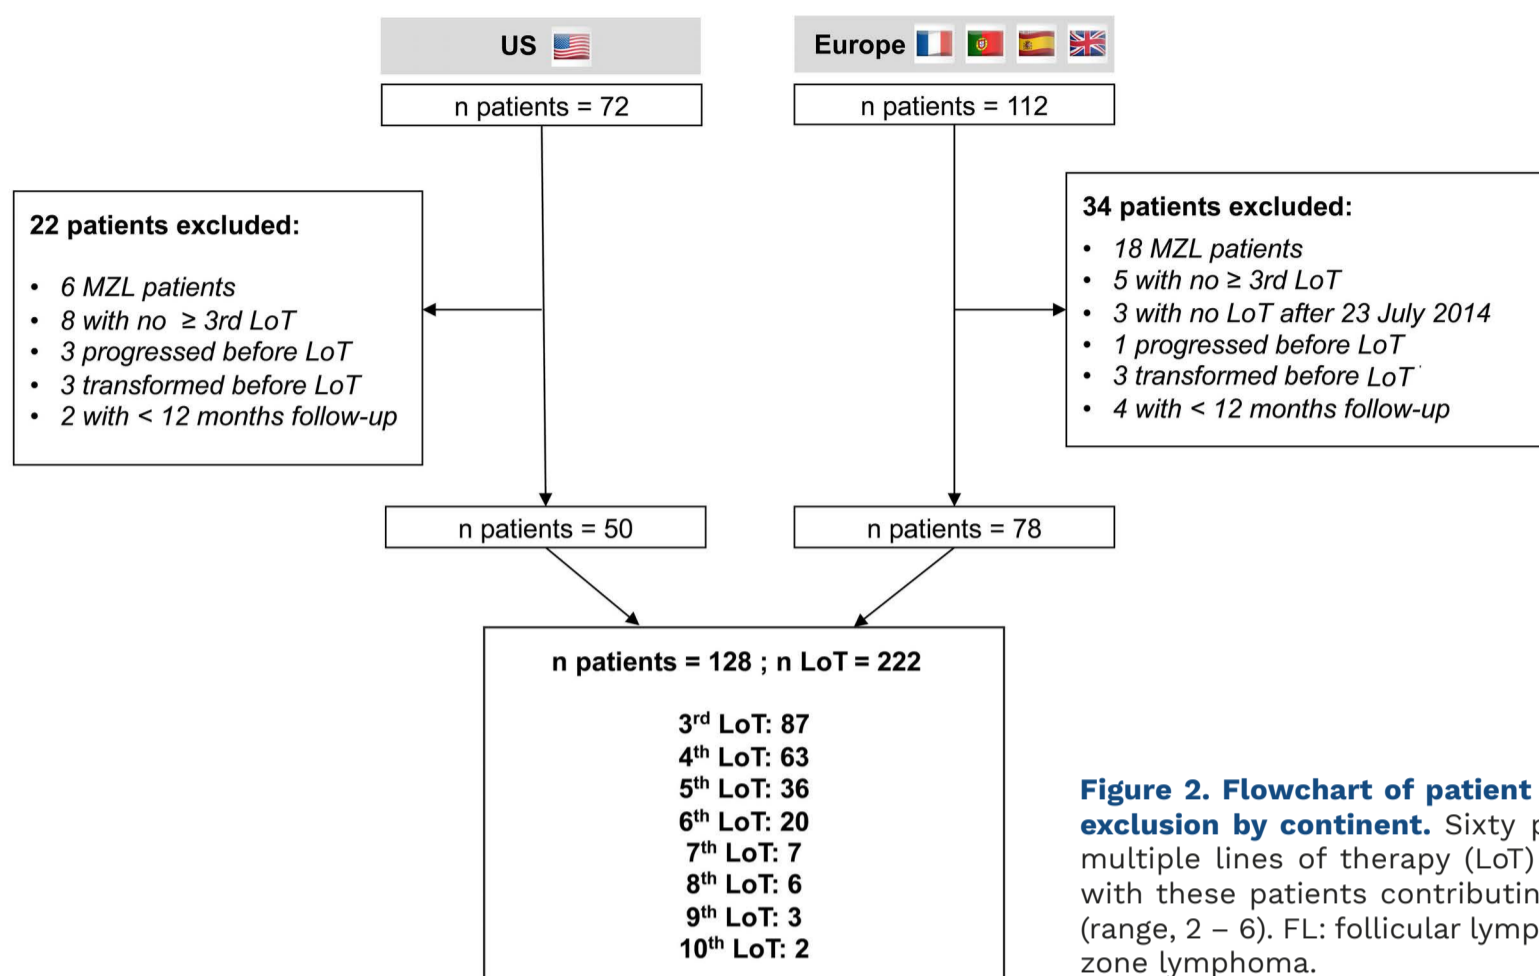 US
Europe
n patients = 72
n patients = 112
22 patients excluded:
• 6 MZL patients
• 8 with no ≥ 3rd LoT
• 3 progressed before LoT
• 3 transformed before LoT
• 2 with < 12 months follow-up
34 patients excluded:
• 18 MZL patients
• 5 with no ≥ 3rd LoT
• 3 with no LoT after 23 July 2014
• 1 progressed before LoT
• 3 transformed before LoT
• 4 with < 12 months follow-up
n patients = 50
n patients = 78
n patients = 128 ; n LoT = 222
3rd LoT: 87
4th LoT: 63
5th LoT: 36
6th LoT: 20
7th LoT: 7
8th LoT: 6
9th LoT: 3
10th LoT: 2
Figure 2. Flowchart of patient
exclusion by continent. Sixty
multiple lines of therapy (LoT)
with these patients
(range, 2 – 6). FL: follicular
zone lymphoma.